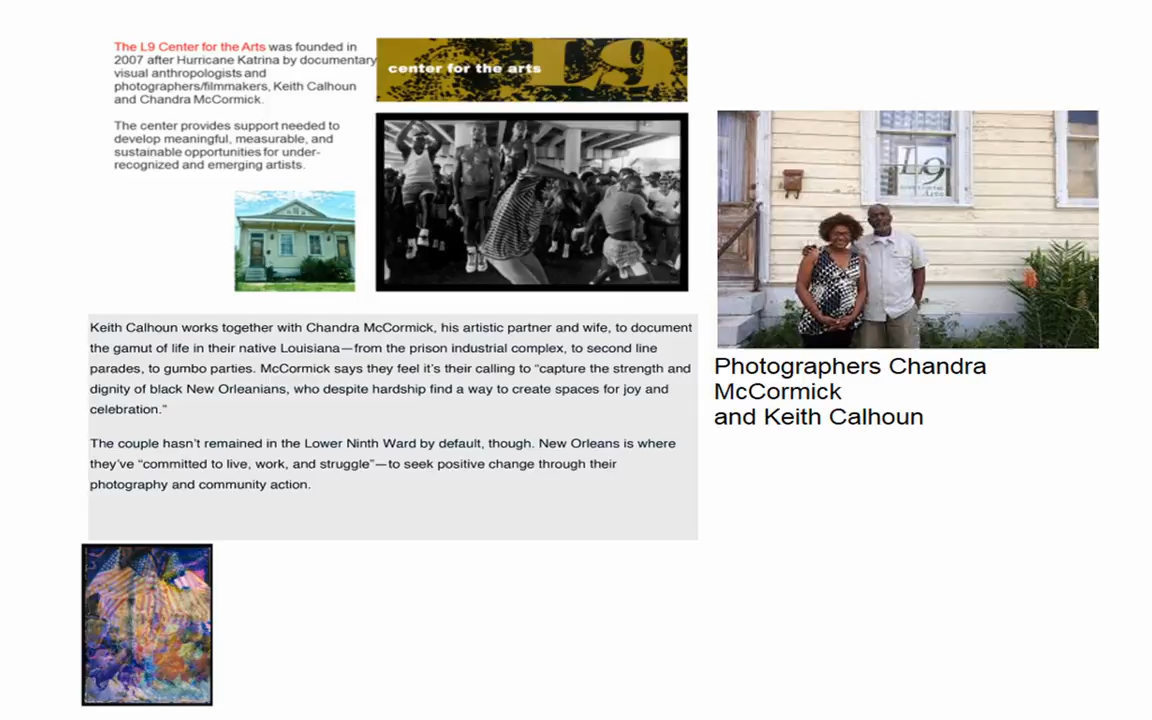 The L9 Center for the Arts was founded in
2007 after Hurricane Katrina by documentary
visual anthropologists and
photographers/filmmakers, Keith Calhoun
and Chandra McCormick.
The center provides support needed to
develop meaningful, measurable, and
sustainable opportunities for under-
recognized and emerging artists.
L9
center for the arts
L9
Keith Calhoun works together with Chandra McCormick, his artistic partner and wife, to document
the gamut of life in their native Louisiana—from the prison industrial complex, to second line
parades, to gumbo parties. McCormick says they feel it’s their calling to “capture the strength and
dignity of black New Orleanians, who despite hardship find a way to create spaces for joy and
celebration.”
The couple hasn’t remained in the Lower Ninth Ward by default, though. New Orleans is where
they’ve “committed to live, work, and struggle”—to seek positive change through their
photography and community action.
Photographers Chandra
McCormick
and Keith Calhoun